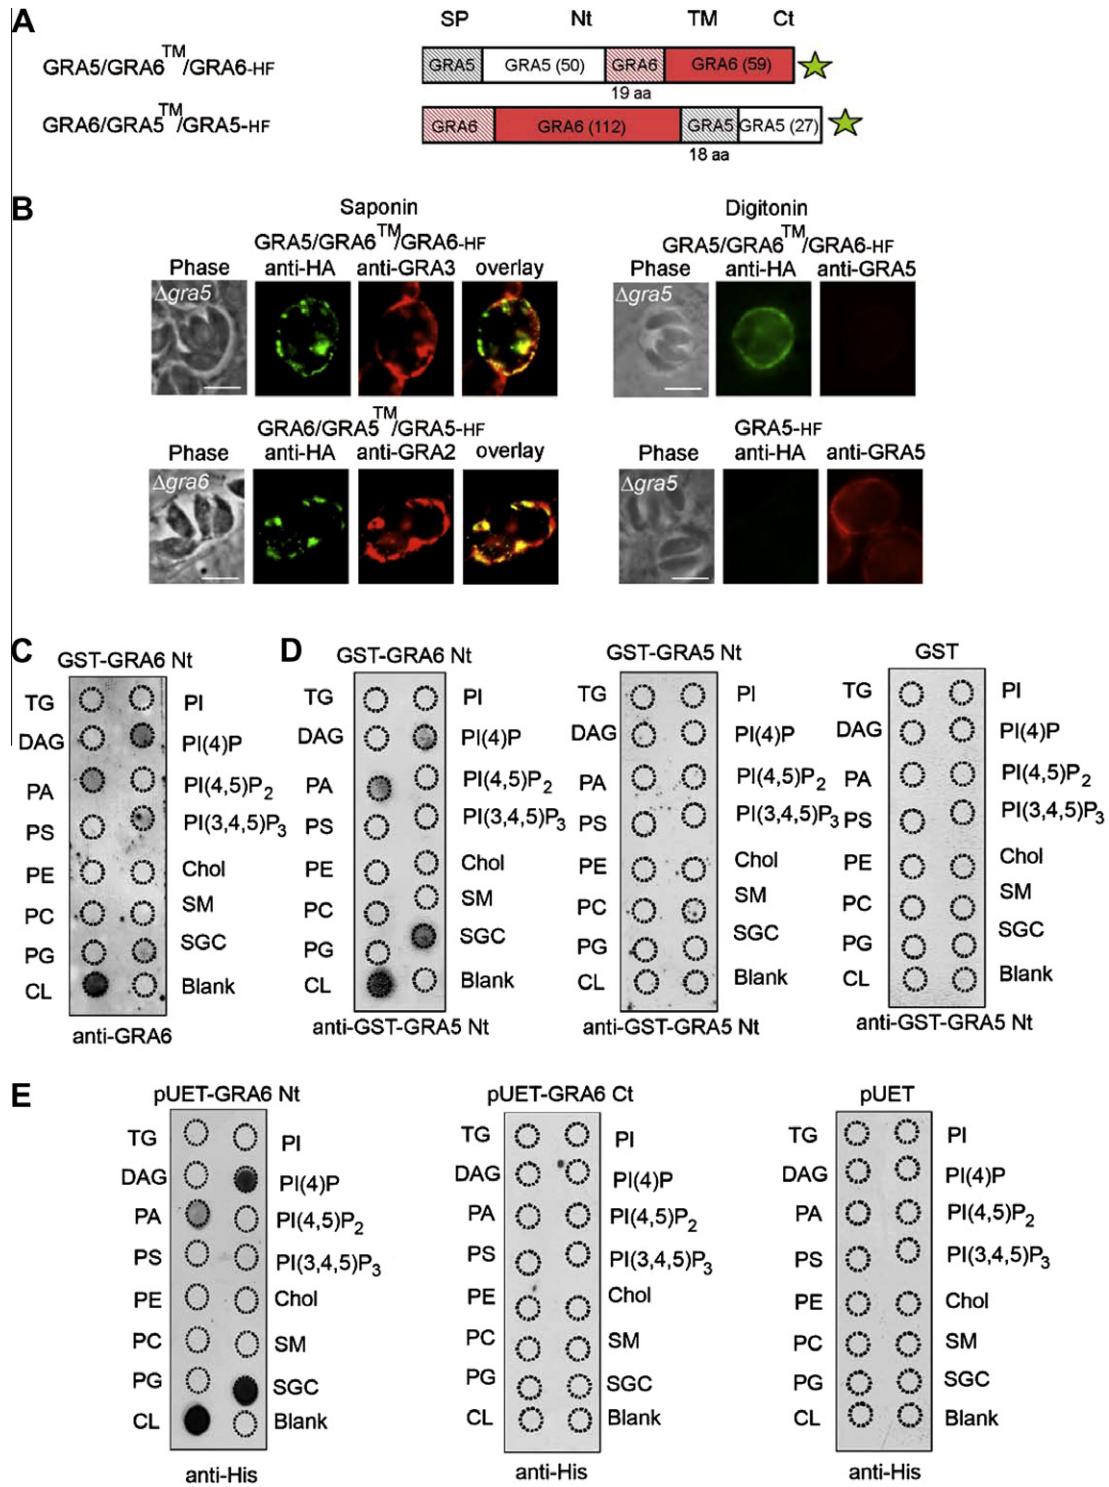 A
SP Nt TM Ct
GRA5/GRA6TM/GRA6-HF
GRA5 GRA5 (50) GRA6 GRA6 (59)
19 aa
GRA6/GRA5TM/GRA5-HF
GRA6 GRA6 (112) GRA5 GRA5 (27)
18 aa
B
Saponin
GRA5/GRA6TM/GRA6-HF
Phase anti-HA anti-GRA3 overlay
Δgra5
GRA6/GRA5TM/GRA5-HF
Phase anti-HA anti-GRA2 overlay
Δgra6
Digitonin
GRA5/GRA6TM/GRA6-HF
Phase anti-HA anti-GRA5
Δgra5
GRA5-HF
Phase anti-HA anti-GRA5
Δgra5
C
GST-GRA6 Nt
TG PI
DAG PI(4)P
PA PI(4,5)P2
PS PI(3,4,5)P3
PE Chol
PC SM
PG SGC
CL Blank
anti-GRA6
D
GST-GRA6 Nt
TG PI
DAG PI(4)P
PA PI(4,5)P2
PS PI(3,4,5)P3
PE Chol
PC SM
PG SGC
CL Blank
anti-GST-GRA5 Nt
GST-GRA5 Nt
TG PI
DAG PI(4)P
PA PI(4,5)P2
PS PI(3,4,5)P3
PE Chol
PC SM
PG SGC
CL Blank
anti-GST-GRA5 Nt
GST
TG PI
DAG PI(4)P
PA PI(4,5)P2
PS PI(3,4,5)P3
PE Chol
PC SM
PG SGC
CL Blank
anti-GST-GRA5 Nt
E
pUET-GRA6 Nt
TG PI
DAG PI(4)P
PA PI(4,5)P2
PS PI(3,4,5)P3
PE Chol
PC SM
PG SGC
CL Blank
anti-His
pUET-GRA6 Ct
TG PI
DAG PI(4)P
PA PI(4,5)P2
PS PI(3,4,5)P3
PE Chol
PC SM
PG SGC
CL Blank
anti-His
pUET
TG PI
DAG PI(4)P
PA PI(4,5)P2
PS PI(3,4,5)P3
PE Chol
PC SM
PG SGC
CL Blank
anti-His